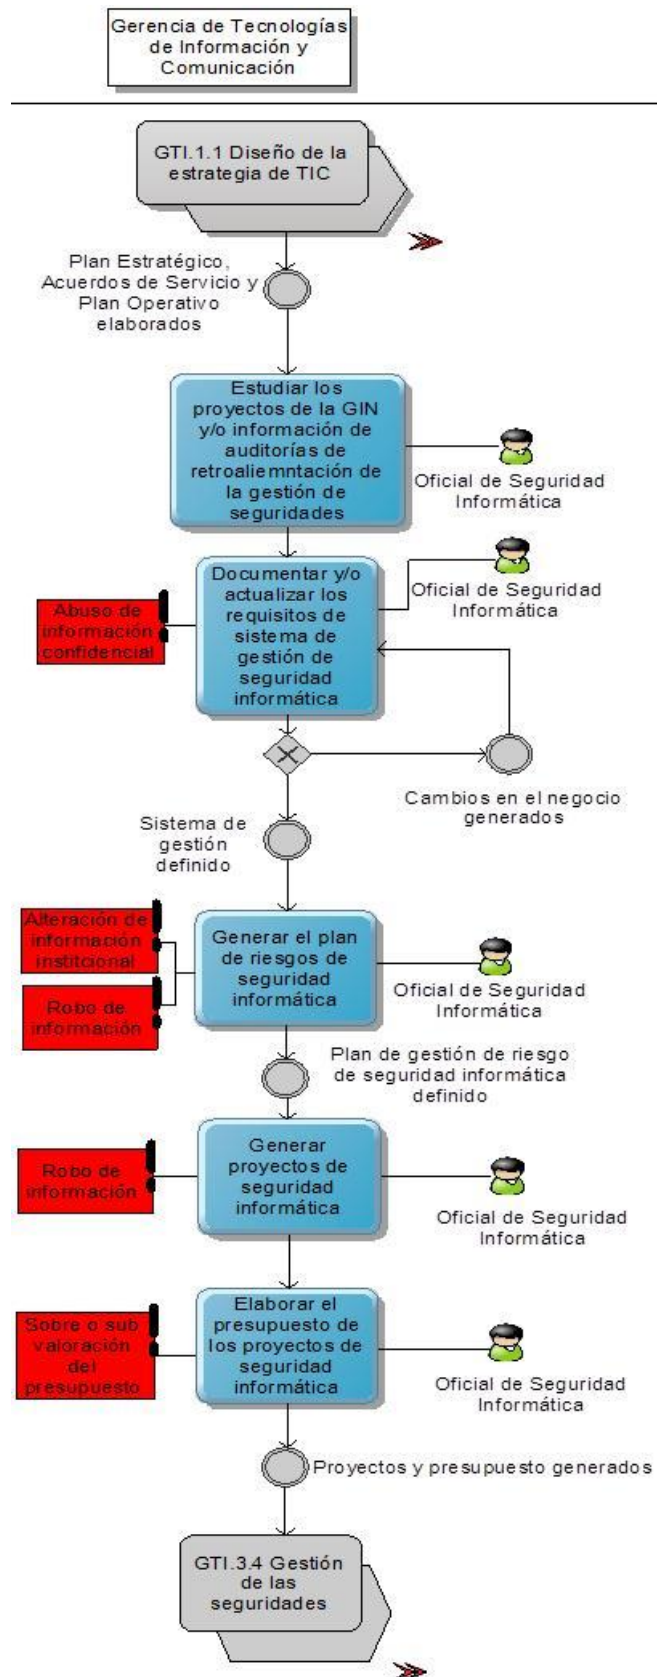 Gerencia de Tecnologías
de Información y
Comunicación
GTI.1.1 Diseño de la
estrategia de TIC
Plan Estratégico,
Acuerdos de Servicio y
Plan Operativo
elaborados
Estudiar los
proyectos de la GIN
y/o información de
auditorías de
retroaliemntación de
la gestión de
seguridades
Oficial de Seguridad
Informática
Documentar y/o
actualizar los
requisitos de
sistema de
gestión de
seguridad
informática
Oficial de Seguridad
Informática
Abuso de
información
confidencial
Cambios en el negocio
generados
Sistema de
gestión
definido
Alteración de
información
institcional
Robo de
información
Generar el plan
de riesgos de
seguridad
informática
Oficial de Seguridad
Informática
Plan de gestión de riesgo
de seguridad informática
definido
Robo de
información
Generar
proyectos de
seguridad
informática
Oficial de Seguridad
Informática
Sobre o sub
valoración
del
presupuesto
Elaborar el
presupuesto de
los proyectos de
seguridad
informática
Oficial de Seguridad
Informática
Proyectos y presupuesto generados
GTI.3.4 Gestión
de las
seguridades